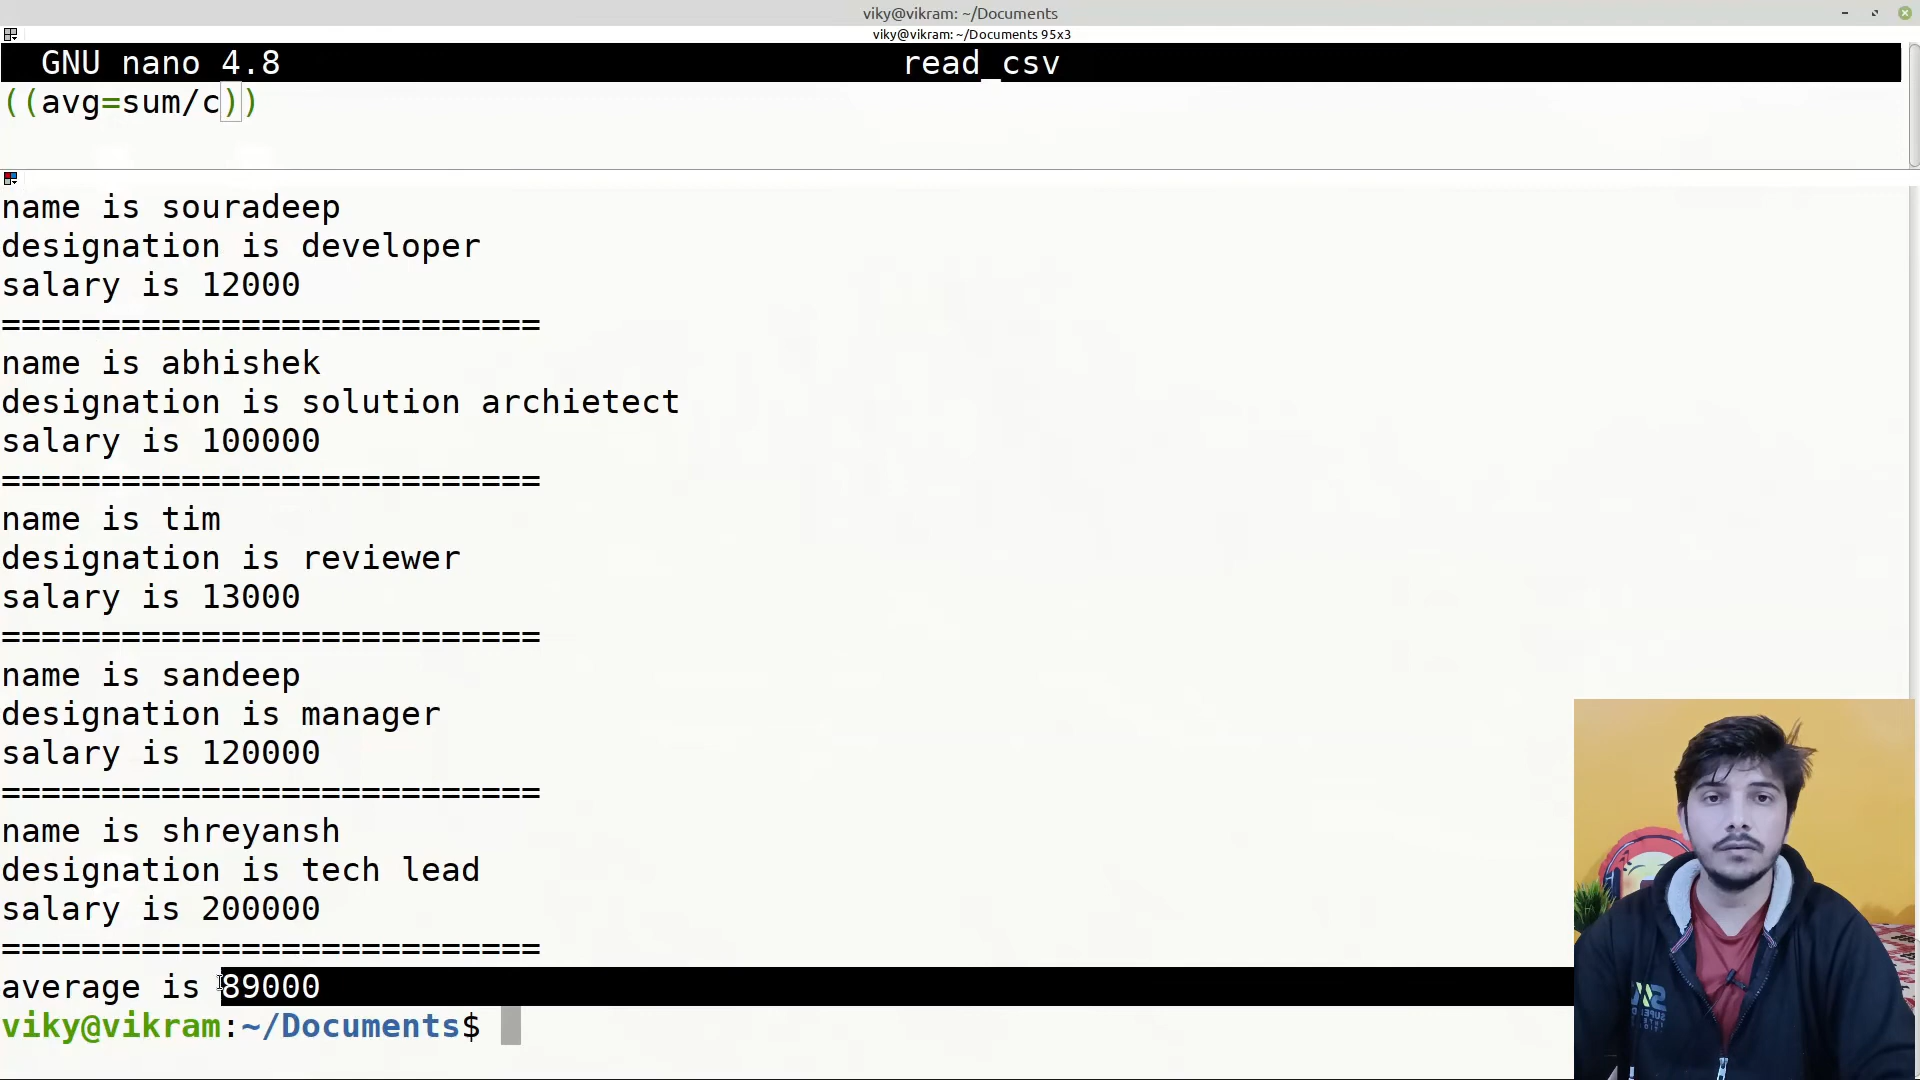 viky@vikram: ~/Documents
viky@vikram: ~/Documents 95x3
GNU nano 4.8 read_csv
((avg=sum/c))
name is souradeep
designation is developer
salary is 12000
===========================
name is abhishek
designation is solution archietect
salary is 100000
===========================
name is tim
designation is reviewer
salary is 13000
===========================
name is sandeep
designation is manager
salary is 120000
===========================
name is shreyansh
designation is tech lead
salary is 200000
===========================
average is 89000
viky@vikram:~/Documents$